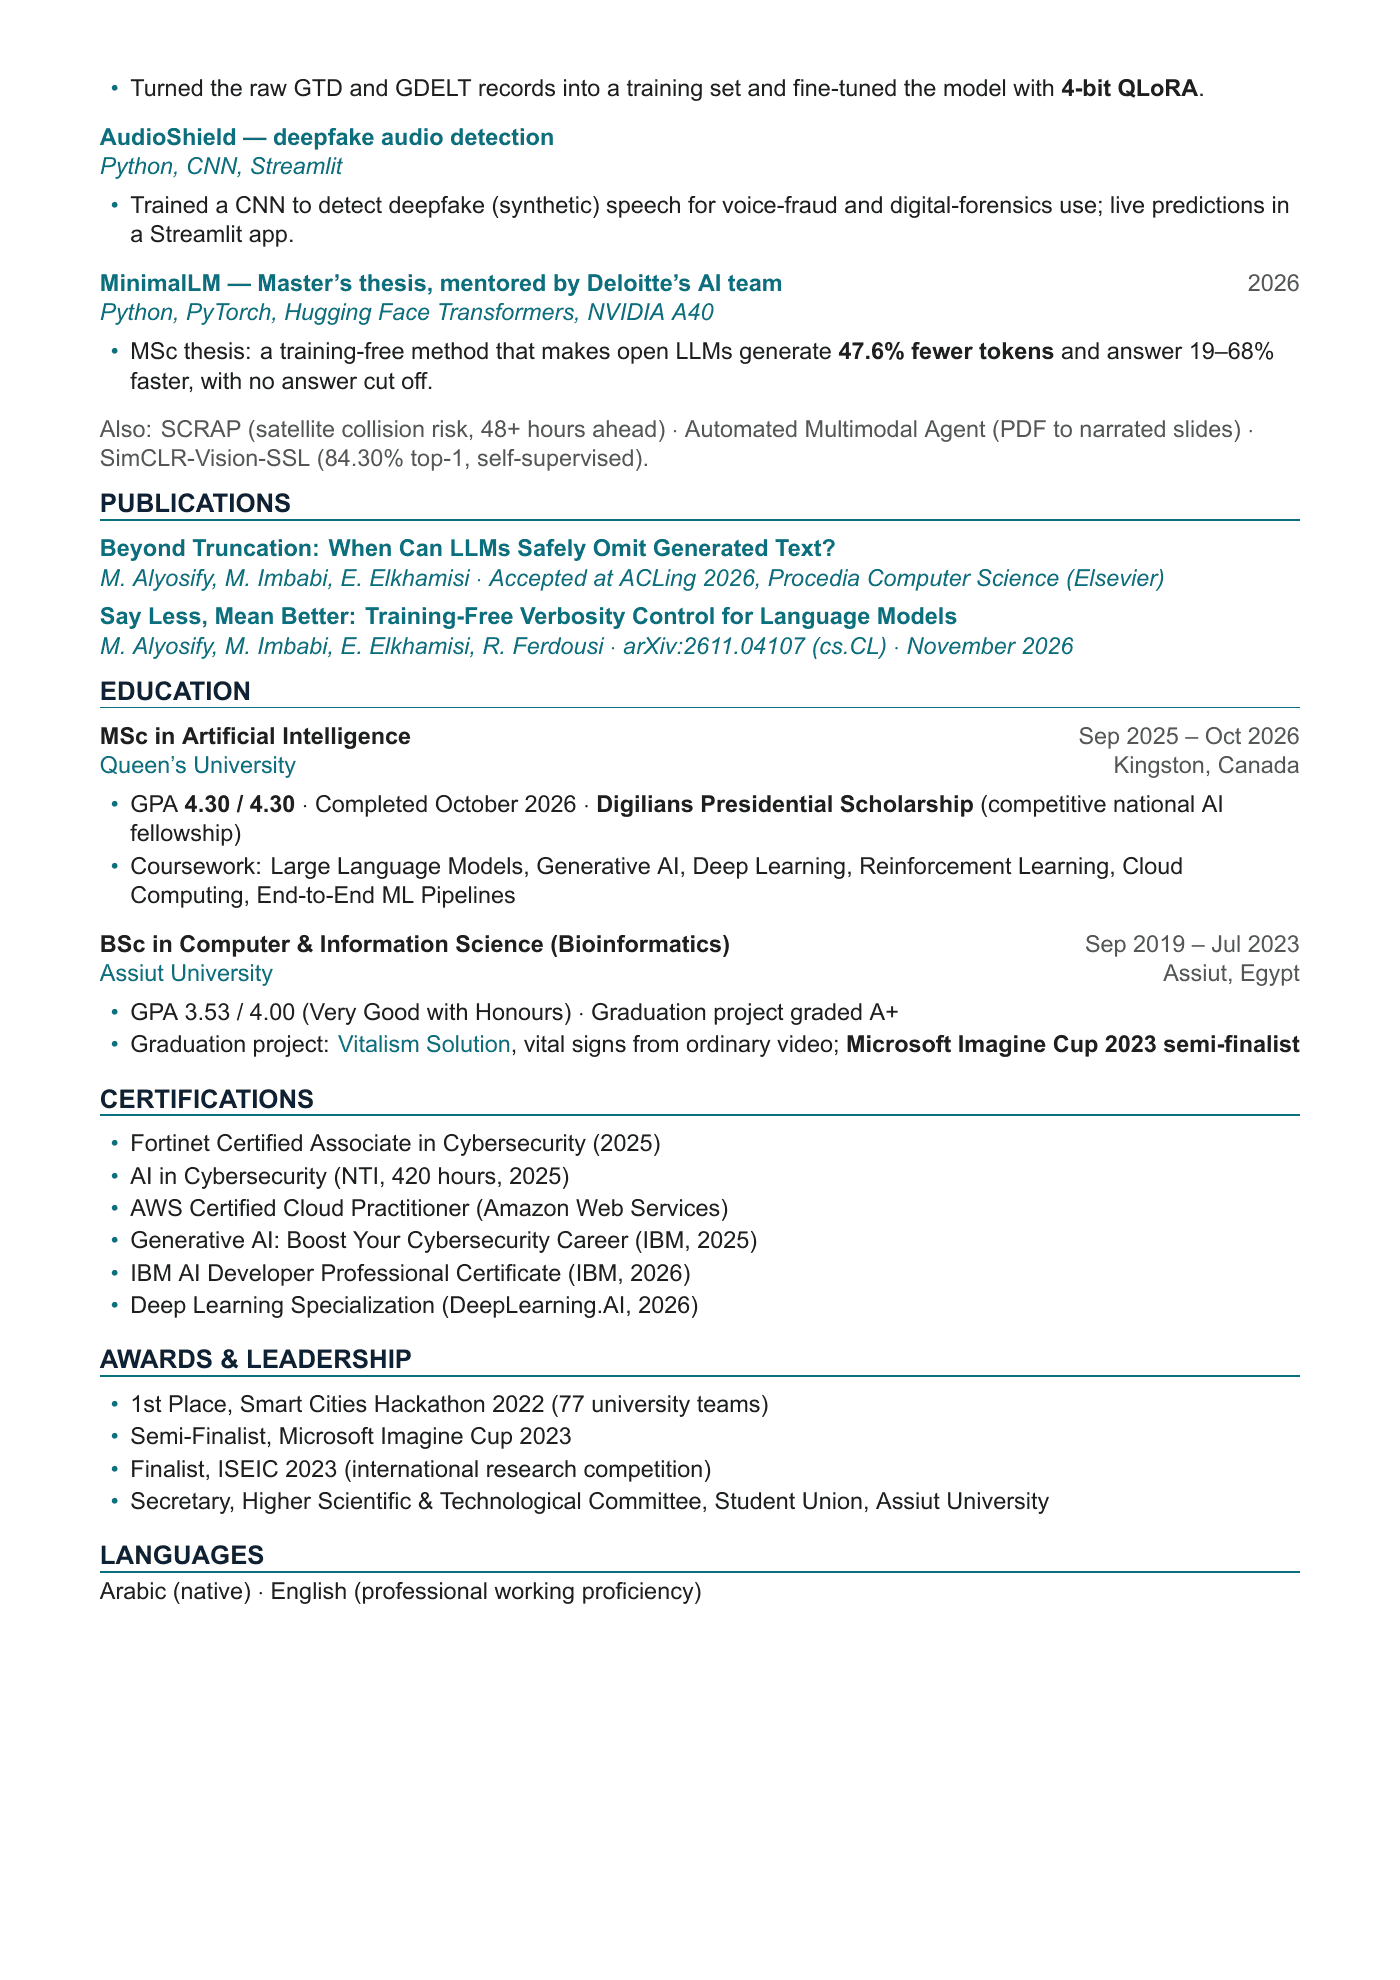 • Turned the raw GTD and GDELT records into a training set and fine-tuned the model with 4-bit QLoRA.
AudioShield — deepfake audio detection
Python, CNN, Streamlit
• Trained a CNN to detect deepfake (synthetic) speech for voice-fraud and digital-forensics use; live predictions in
a Streamlit app.
MinimalLM — Master’s thesis, mentored by Deloitte’s AI team 2026
Python, PyTorch, Hugging Face Transformers, NVIDIA A40
• MSc thesis: a training-free method that makes open LLMs generate 47.6% fewer tokens and answer 19–68%
faster, with no answer cut off.
Also: SCRAP (satellite collision risk, 48+ hours ahead) · Automated Multimodal Agent (PDF to narrated slides) ·
SimCLR-Vision-SSL (84.30% top-1, self-supervised).
PUBLICATIONS
Beyond Truncation: When Can LLMs Safely Omit Generated Text?
M. Alyosify, M. Imbabi, E. Elkhamisi · Accepted at ACLing 2026, Procedia Computer Science (Elsevier)
Say Less, Mean Better: Training-Free Verbosity Control for Language Models
M. Alyosify, M. Imbabi, E. Elkhamisi, R. Ferdousi · arXiv:2611.04107 (cs.CL) · November 2026
EDUCATION
MSc in Artificial Intelligence Sep 2025 – Oct 2026
Queen’s University Kingston, Canada
• GPA 4.30 / 4.30 · Completed October 2026 · Digilians Presidential Scholarship (competitive national AI
fellowship)
• Coursework: Large Language Models, Generative AI, Deep Learning, Reinforcement Learning, Cloud
Computing, End-to-End ML Pipelines
BSc in Computer & Information Science (Bioinformatics) Sep 2019 – Jul 2023
Assiut University Assiut, Egypt
• GPA 3.53 / 4.00 (Very Good with Honours) · Graduation project graded A+
• Graduation project: Vitalism Solution, vital signs from ordinary video; Microsoft Imagine Cup 2023 semi-finalist
CERTIFICATIONS
• Fortinet Certified Associate in Cybersecurity (2025)
• AI in Cybersecurity (NTI, 420 hours, 2025)
• AWS Certified Cloud Practitioner (Amazon Web Services)
• Generative AI: Boost Your Cybersecurity Career (IBM, 2025)
• IBM AI Developer Professional Certificate (IBM, 2026)
• Deep Learning Specialization (DeepLearning.AI, 2026)
AWARDS & LEADERSHIP
• 1st Place, Smart Cities Hackathon 2022 (77 university teams)
• Semi-Finalist, Microsoft Imagine Cup 2023
• Finalist, ISEIC 2023 (international research competition)
• Secretary, Higher Scientific & Technological Committee, Student Union, Assiut University
LANGUAGES
Arabic (native) · English (professional working proficiency)